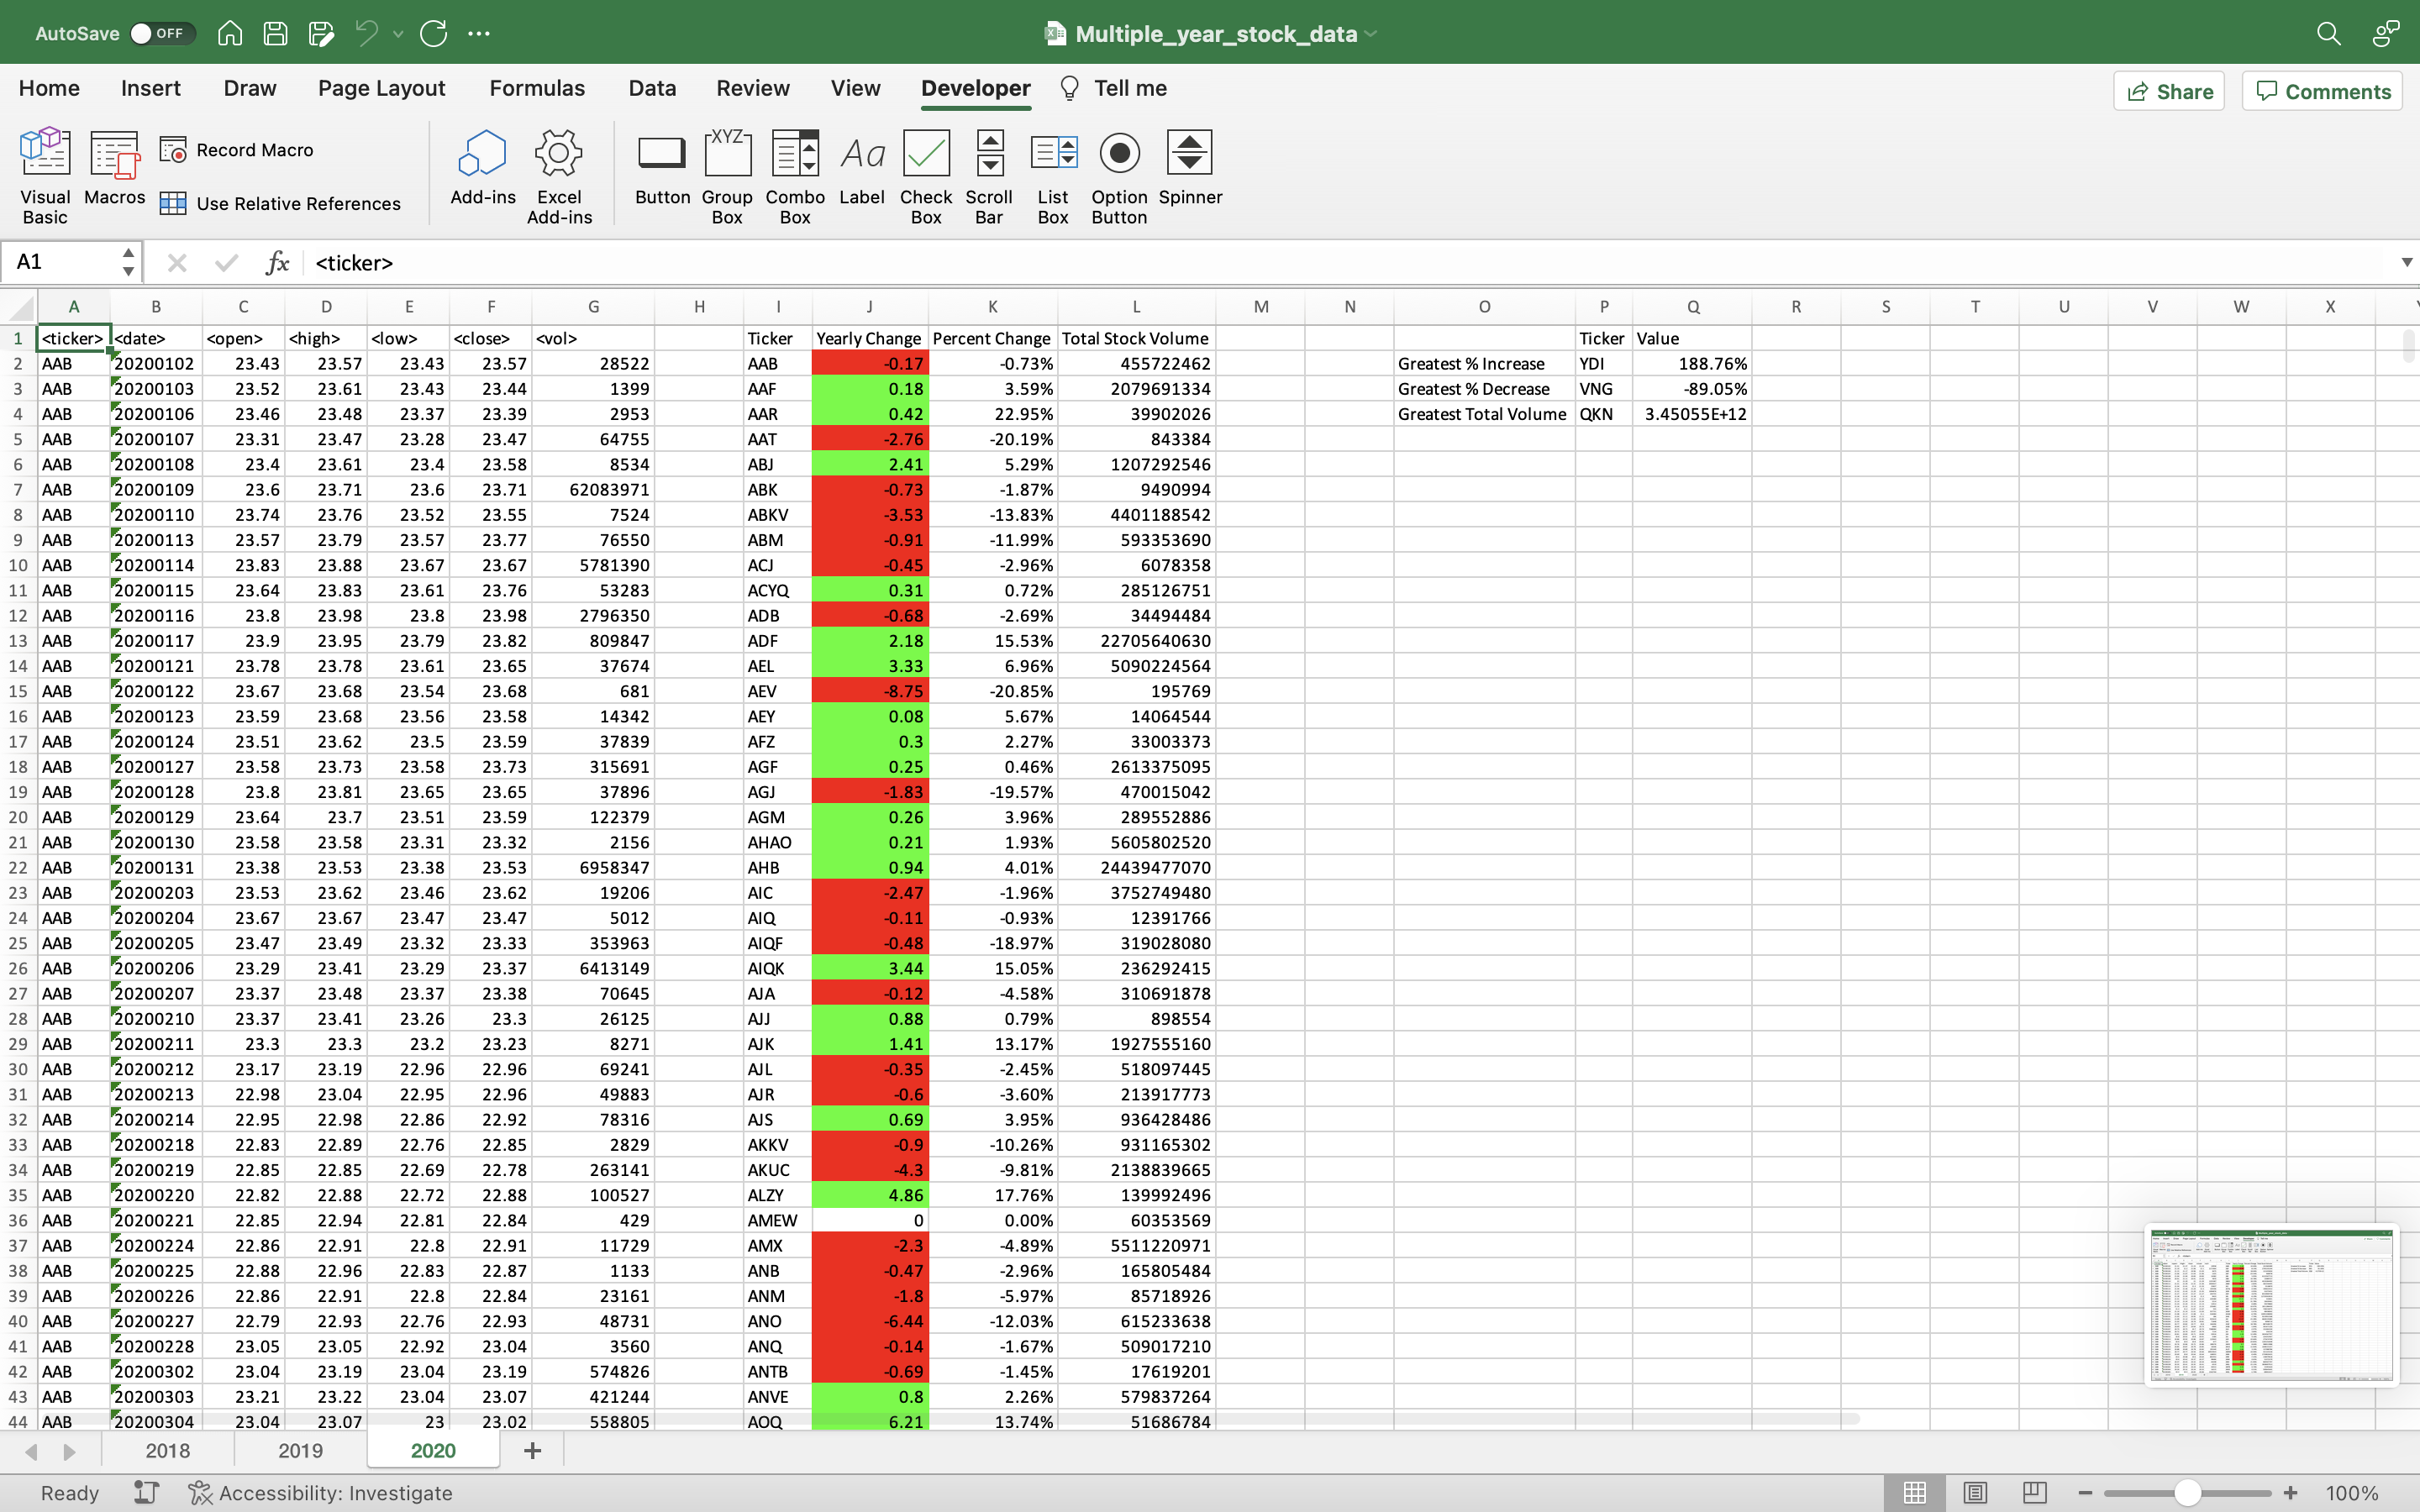 AutoSave OFF Multiple_year_stock_data
Home Insert Draw Page Layout Formulas Data Review View Developer Tell me Share Comments
Visual Basic Macros Record Macro Use Relative References Add-ins Excel Add-ins Button Group Box XYZ Combo Box Aa Label Check Box Scroll Bar List Box Option Button Spinner
A1 fx <ticker>
A B C D E F G H I J K L M N O P Q R S T U V W X
1 <ticker> <date> <open> <high> <low> <close> <vol> Ticker Yearly Change Percent Change Total Stock Volume Ticker Value
2 AAB 20200102 23.43 23.57 23.43 23.57 28522 AAB -0.17 -0.73% 455722462 Greatest % Increase YDI 188.76%
3 AAB 20200103 23.52 23.61 23.43 23.44 1399 AAF 0.18 3.59% 2079691334 Greatest % Decrease VNG -89.05%
4 AAB 20200106 23.46 23.48 23.37 23.39 2953 AAR 0.42 22.95% 39902026 Greatest Total Volume QKN 3.45055E+12
5 AAB 20200107 23.31 23.47 23.28 23.47 64755 AAT -2.76 -20.19% 843384
6 AAB 20200108 23.4 23.61 23.4 23.58 8534 ABJ 2.41 5.29% 1207292546
7 AAB 20200109 23.6 23.71 23.6 23.71 62083971 ABK -0.73 -1.87% 9490994
8 AAB 20200110 23.74 23.76 23.52 23.55 7524 ABKV -3.53 -13.83% 4401188542
9 AAB 20200113 23.57 23.79 23.57 23.77 76550 ABM -0.91 -11.99% 593353690
10 AAB 20200114 23.83 23.88 23.67 23.67 5781390 ACJ -0.45 -2.96% 6078358
11 AAB 20200115 23.64 23.83 23.61 23.76 53283 ACYQ 0.31 0.72% 285126751
12 AAB 20200116 23.8 23.98 23.8 23.98 2796350 ADB -0.68 -2.69% 34494484
13 AAB 20200117 23.9 23.95 23.79 23.82 809847 ADF 2.18 15.53% 22705640630
14 AAB 20200121 23.78 23.78 23.61 23.65 37674 AEL 3.33 6.96% 5090224564
15 AAB 20200122 23.67 23.68 23.54 23.68 681 AEV -8.75 -20.85% 195769
16 AAB 20200123 23.59 23.68 23.56 23.58 14342 AEY 0.08 5.67% 14064544
17 AAB 20200124 23.51 23.62 23.5 23.59 37839 AFZ 0.3 2.27% 33003373
18 AAB 20200127 23.58 23.73 23.58 23.73 315691 AGF 0.25 0.46% 2613375095
19 AAB 20200128 23.8 23.81 23.65 23.65 37896 AGJ -1.83 -19.57% 470015042
20 AAB 20200129 23.64 23.7 23.51 23.59 122379 AGM 0.26 3.96% 289552886
21 AAB 20200130 23.58 23.58 23.31 23.32 2156 AHAO 0.21 1.93% 5605802520
22 AAB 20200131 23.38 23.53 23.38 23.53 6958347 AHB 0.94 4.01% 24439477070
23 AAB 20200203 23.53 23.62 23.46 23.62 19206 AIC -2.47 -1.96% 3752749480
24 AAB 20200204 23.67 23.67 23.47 23.47 5012 AIQ -0.11 -0.93% 12391766
25 AAB 20200205 23.47 23.49 23.32 23.33 353963 AIQF -0.48 -18.97% 319028080
26 AAB 20200206 23.29 23.41 23.29 23.37 6413149 AIQK 3.44 15.05% 236292415
27 AAB 20200207 23.37 23.48 23.37 23.38 70645 AJA -0.12 -4.58% 310691878
28 AAB 20200210 23.37 23.41 23.26 23.3 26125 AJJ 0.88 0.79% 898554
29 AAB 20200211 23.3 23.3 23.2 23.23 8271 AJK 1.41 13.17% 1927555160
30 AAB 20200212 23.17 23.19 22.96 22.96 69241 AJL -0.35 -2.45% 518097445
31 AAB 20200213 22.98 23.04 22.95 22.96 49883 AJR -0.6 -3.60% 213917773
32 AAB 20200214 22.95 22.98 22.86 22.92 78316 AJS 0.69 3.95% 936428486
33 AAB 20200218 22.83 22.89 22.76 22.85 2829 AKKV -0.9 -10.26% 931165302
34 AAB 20200219 22.85 22.85 22.69 22.78 263141 AKUC -4.3 -9.81% 2138839665
35 AAB 20200220 22.82 22.88 22.72 22.88 100527 ALZY 4.86 17.76% 139992496
36 AAB 20200221 22.85 22.94 22.81 22.84 429 AMEW 0 0.00% 60353569
37 AAB 20200224 22.86 22.91 22.8 22.91 11729 AMX -2.3 -4.89% 5511220971
38 AAB 20200225 22.88 22.96 22.83 22.87 1133 ANB -0.47 -2.96% 165805484
39 AAB 20200226 22.86 22.91 22.8 22.84 23161 ANM -1.8 -5.97% 85718926
40 AAB 20200227 22.79 22.93 22.76 22.93 48731 ANO -6.44 -12.03% 615233638
41 AAB 20200228 23.05 23.05 22.92 23.04 3560 ANQ -0.14 -1.67% 509017210
42 AAB 20200302 23.04 23.19 23.04 23.19 574826 ANTB -0.69 -1.45% 17619201
43 AAB 20200303 23.21 23.22 23.04 23.07 421244 ANVE 0.8 2.26% 579837264
44 AAB 20200304 23.04 23.07 23 23.02 558805 AOQ 6.21 13.74% 51686784
2018 2019 2020 +
Ready Accessibility: Investigate 100%